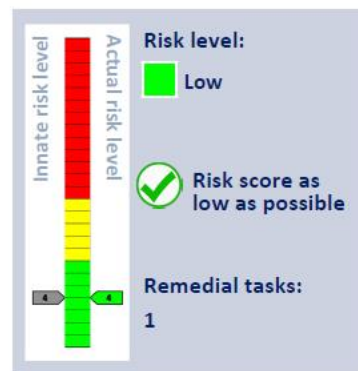 Innate risk level
Actual risk level
4
4
Risk level:
Low
Risk score as
low as possible
Remedial tasks:
1